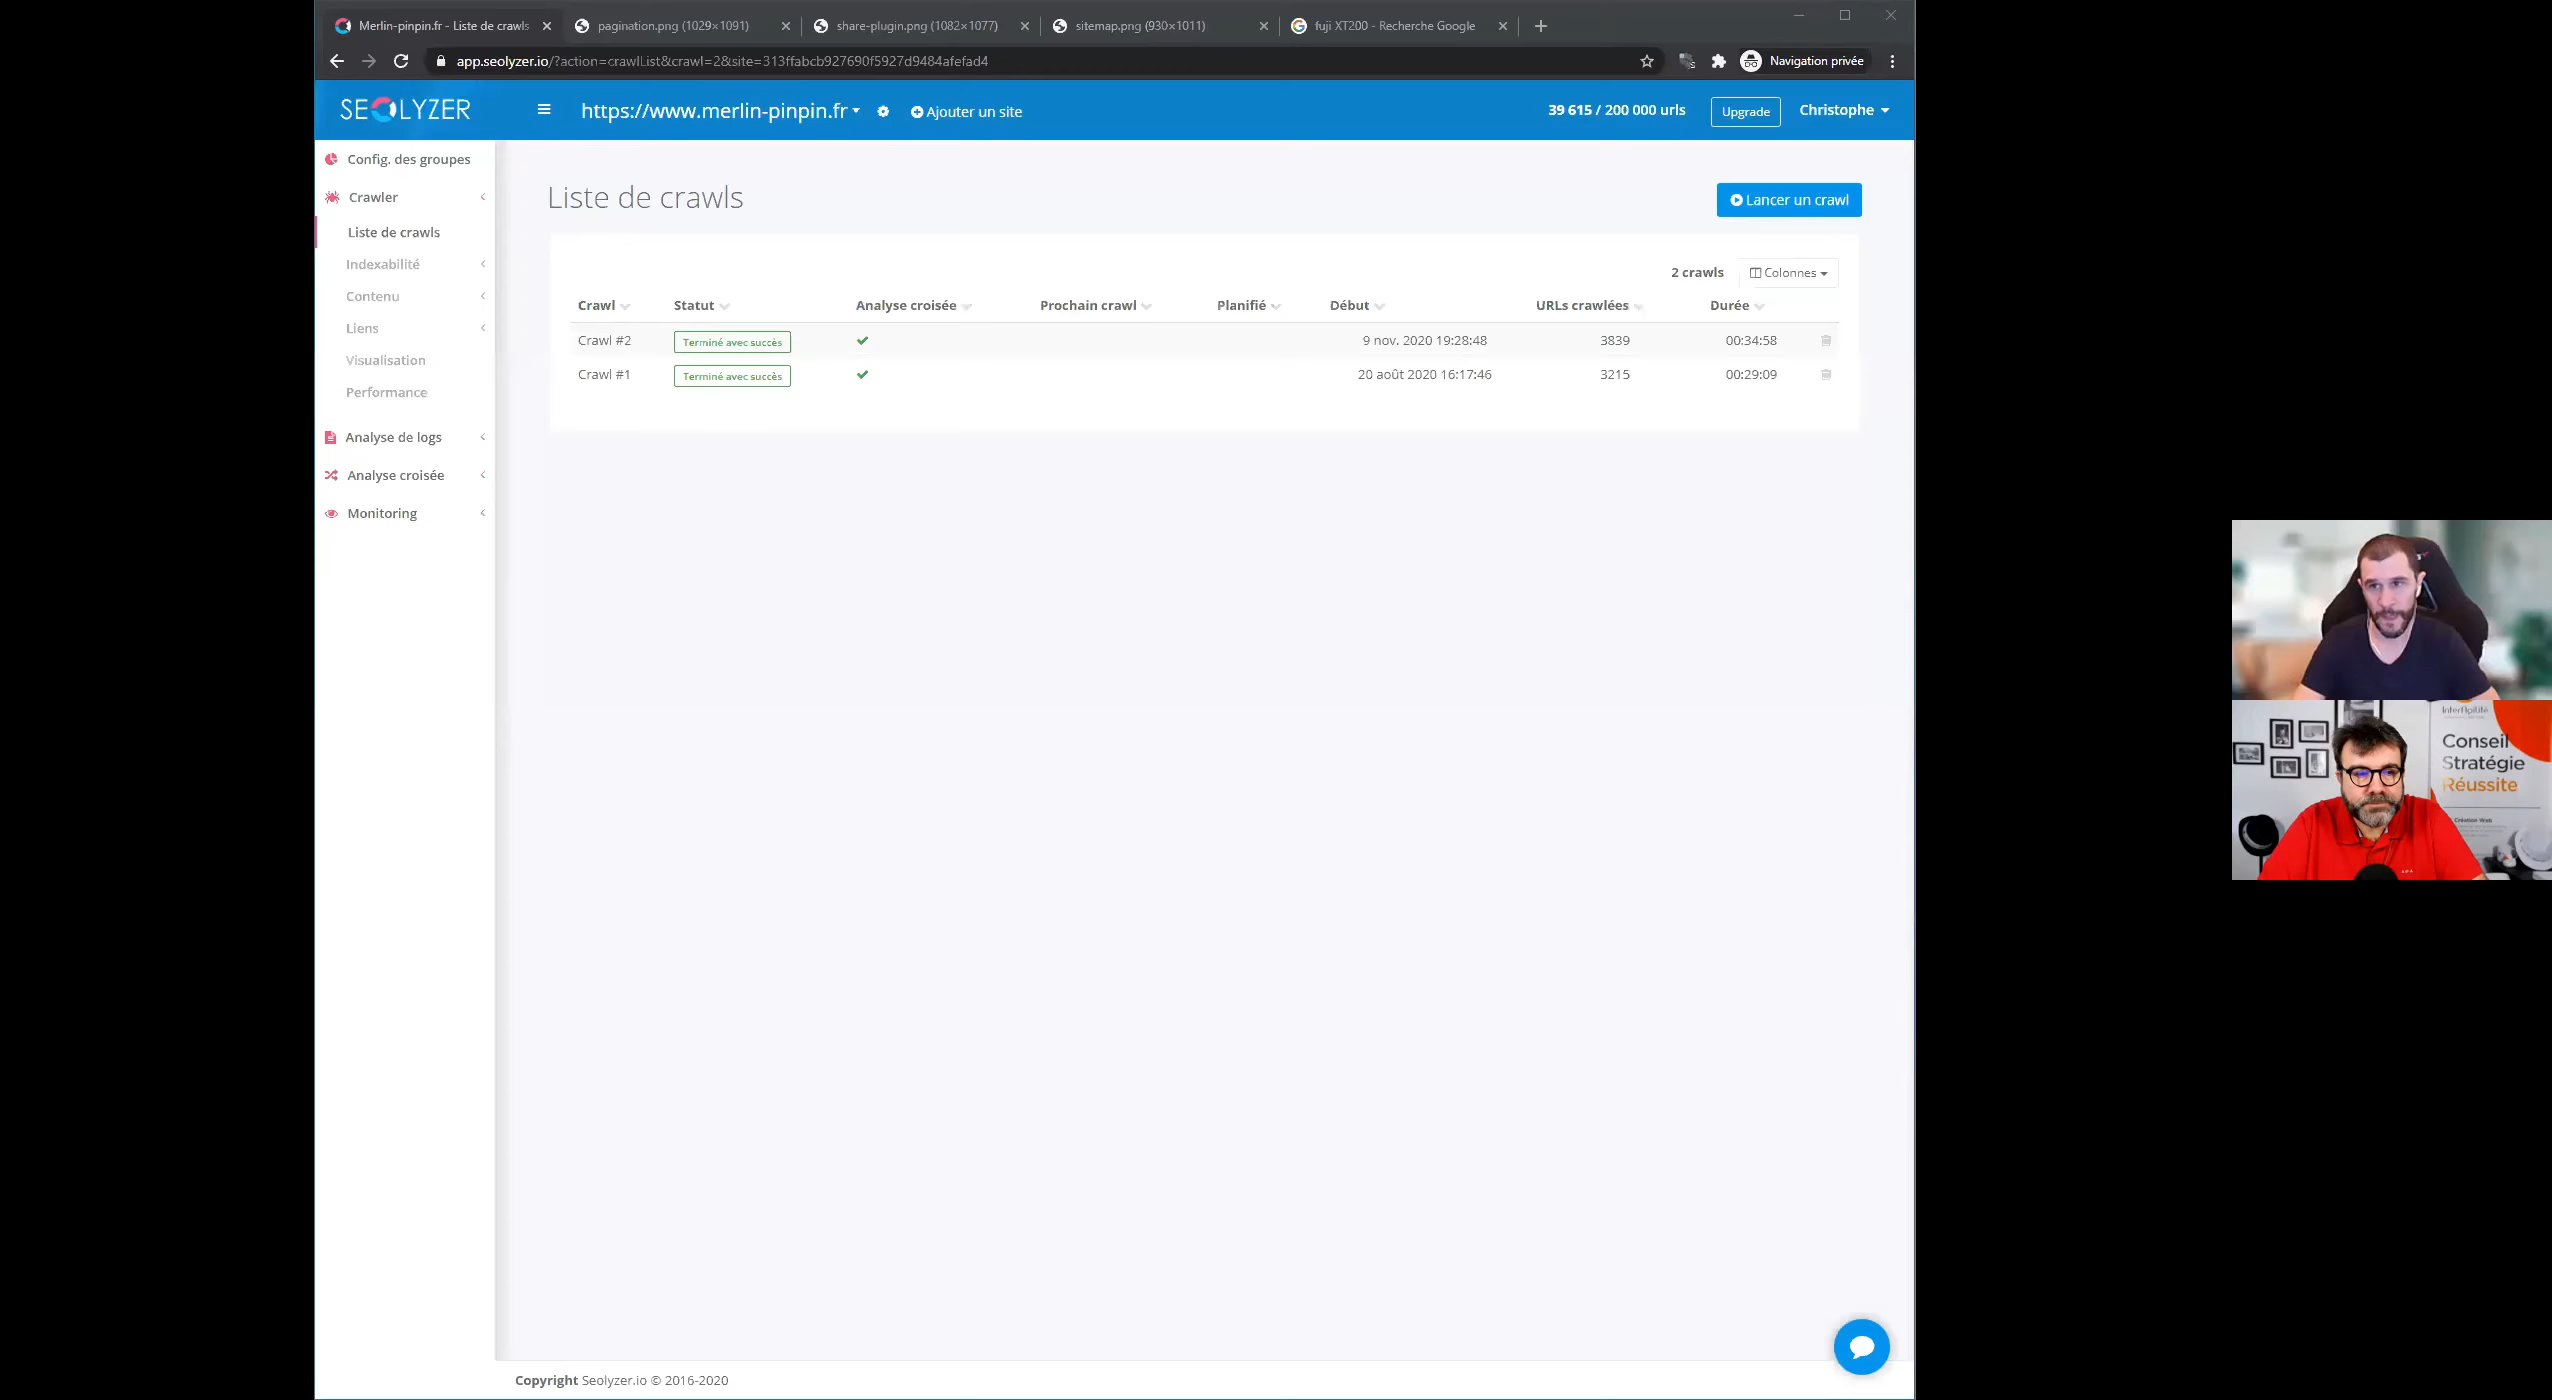 Merlin-pinpin.fr - Liste de crawls
pagination.png (1029×1091)
share-plugin.png (1082×1077)
sitemap.png (930×1011)
fuji XT200 - Recherche Google
app.seolyzer.io/?action=crawlList&crawl=2&site=313ffabcb927690f5927d9484afefad4
Navigation privée
SEOLYZER
https://www.merlin-pinpin.fr
Ajouter un site
39 615 / 200 000 urls
Upgrade
Christophe
Config. des groupes
Crawler
Liste de crawls
Indexabilité
Contenu
Liens
Visualisation
Performance
Analyse de logs
Analyse croisée
Monitoring
Liste de crawls
Lancer un crawl
2 crawls
Colonnes
Crawl Statut Analyse croisée Prochain crawl Planifié Début URLs crawlées Durée
Crawl #2 Terminé avec succès 9 nov. 2020 19:28:48 3839 00:34:58
Crawl #1 Terminé avec succès 20 août 2020 16:17:46 3215 00:29:09
InterAgilité
Conseil
Stratégie
Réussite
Création Web
Copyright Seolyzer.io © 2016-2020